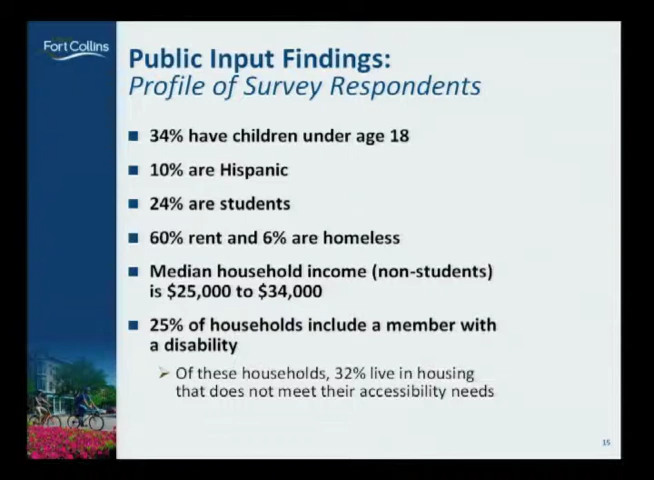 Fort Collins
Public Input Findings:
Profile of Survey Respondents
34% have children under age 18
10% are Hispanic
24% are students
60% rent and 6% are homeless
Median household income (non-students)
is $25,000 to $34,000
25% of households include a member with
a disability
Of these households, 32% live in housing
that does not meet their accessibility needs
15